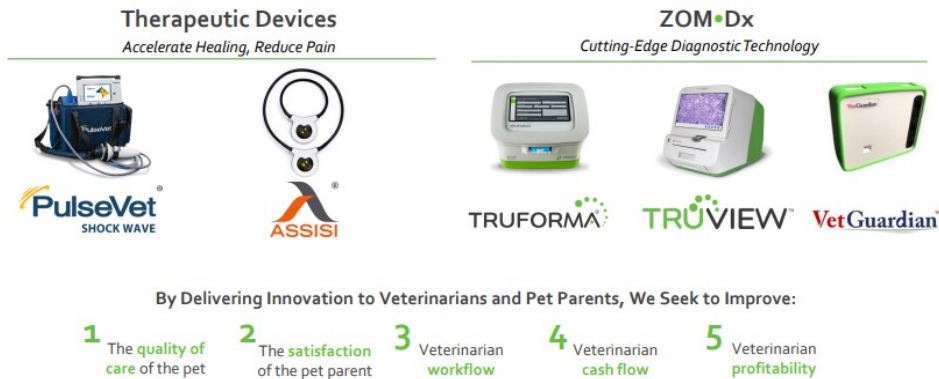 Therapeutic Devices
Accelerate Healing, Reduce Pain
ZOM•Dx
Cutting-Edge Diagnostic Technology
PulseVet
TRUFORMA
VetGuardian
PulseVet®
SHOCK WAVE
ASSISI®
TRUFORMA®
TRUVIEW™
VetGuardian
By Delivering Innovation to Veterinarians and Pet Parents, We Seek to Improve:
1 The quality of
care of the pet
2 The satisfaction
of the pet parent
3 Veterinarian
workflow
4 Veterinarian
cash flow
5 Veterinarian
profitability